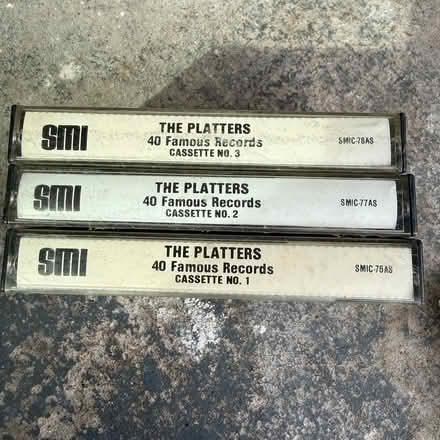 SMI
THE PLATTERS
40 Famous Records
CASSETTE NO. 3
SMIC-78AS
SMI
THE PLATTERS
40 Famous Records
CASSETTE NO. 2
SMIC-77AS
SMI
THE PLATTERS
40 Famous Records
CASSETTE NO. 1
SMIC-76AS